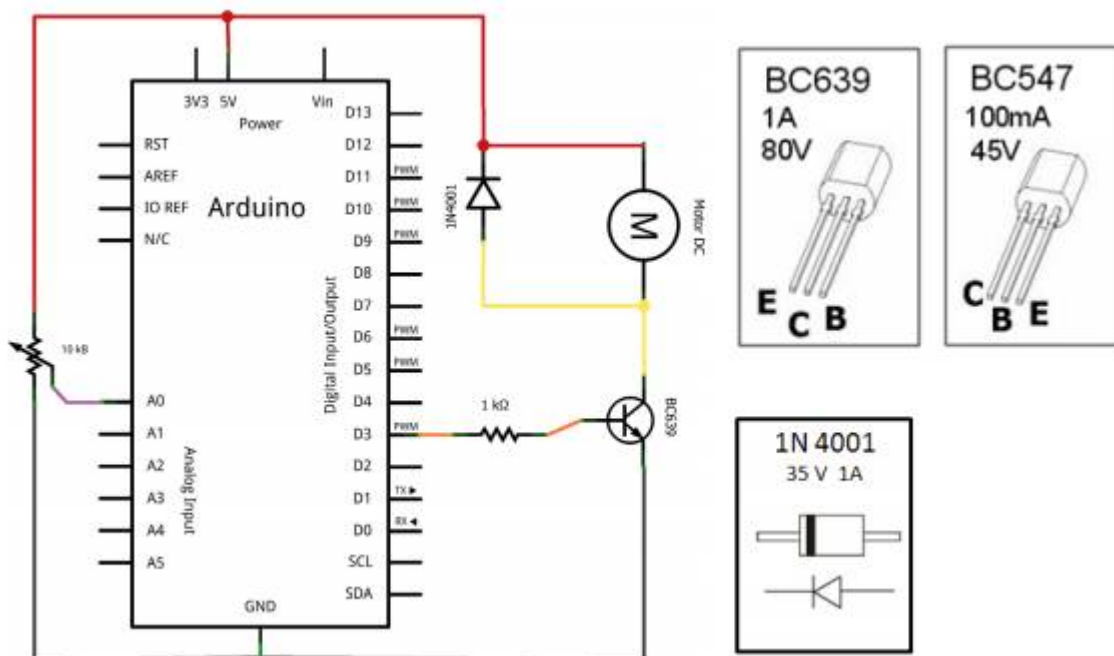 3V3 5V Vin
Power
Arduino
RST
AREF
IO REF
N/C
A0
A1
A2
A3
A4
A5
Analog Input
D13
D12
D11 PWM
D10 PWM
D9 PWM
D8
D7
D6 PWM
D5 PWM
D4
D3 PWM
D2
D1 TX
D0 RX
SCL
SDA
Digital Input/Output
GND
10 kB
1N4001
M
Motor DC
1 kΩ
BC639
BC639
1A
80V
E
C B
BC547
100mA
45V
C
B E
1N 4001
35 V 1A